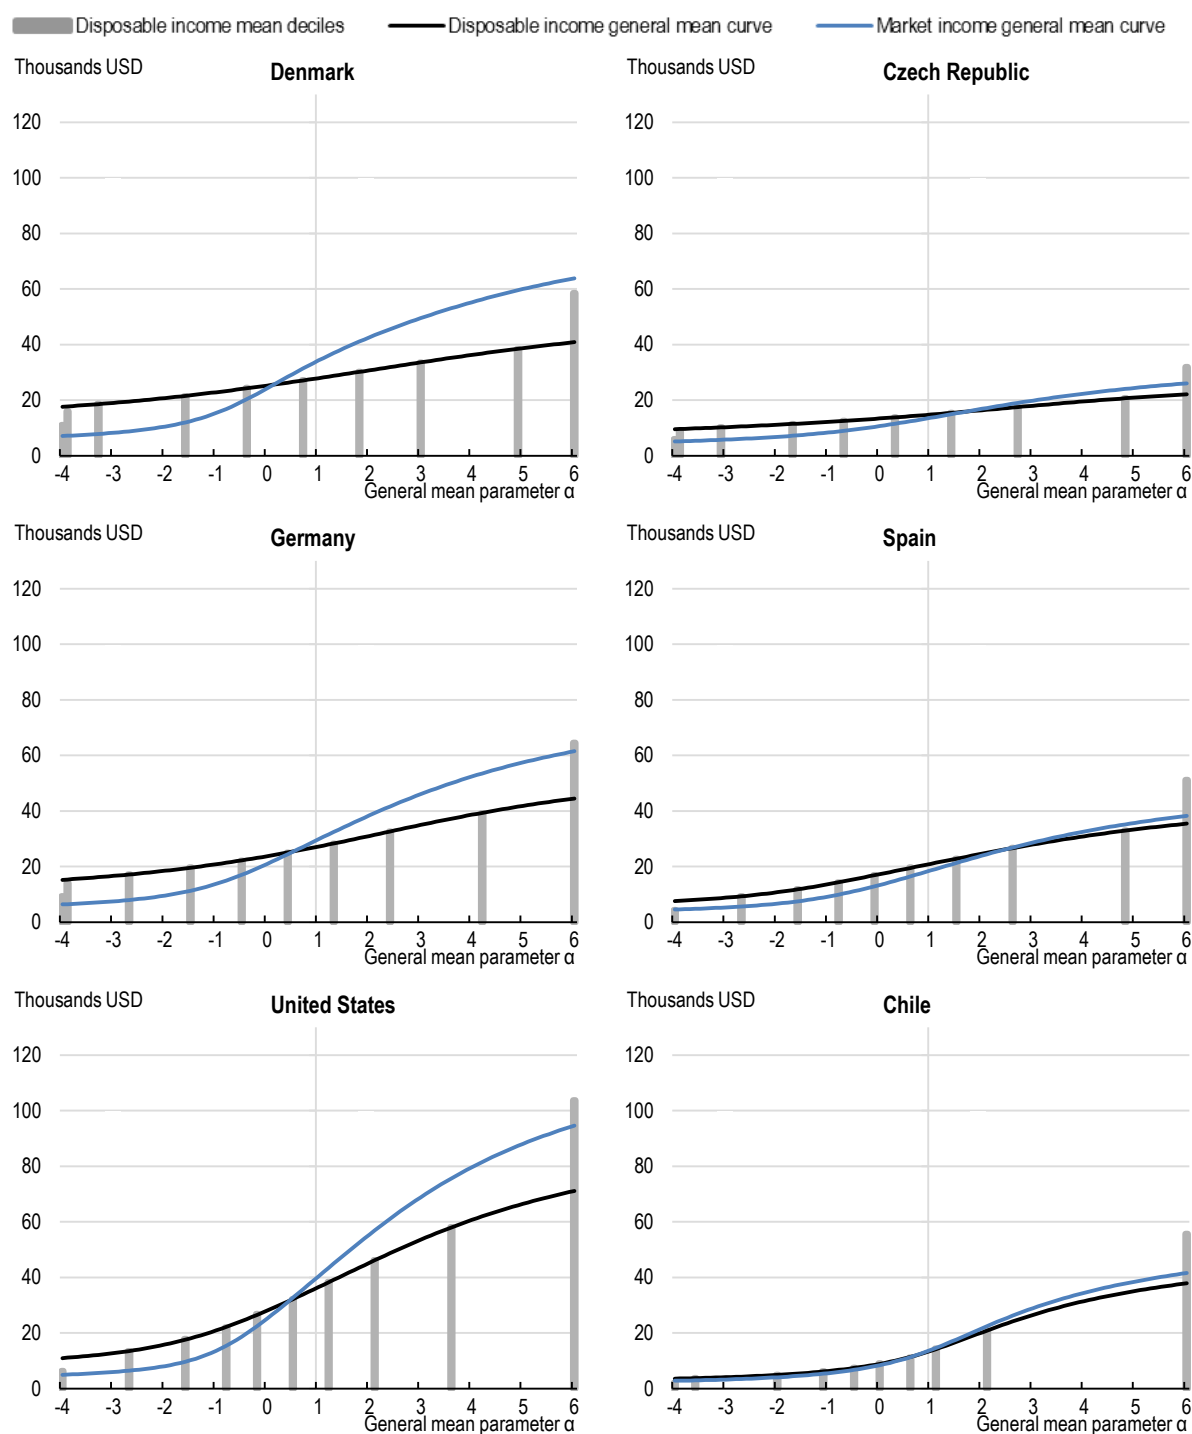 Disposable income mean deciles Disposable income general mean curve Market income general mean curve
Thousands USD Denmark Thousands USD Czech Republic
120 120
100 100
80 80
60 60
40 40
20 20
0 0
-4 -3 -2 -1 0 1 2 3 4 5 6 -4 -3 -2 -1 0 1 2 3 4 5 6
General mean parameter α General mean parameter α
Thousands USD Germany Thousands USD Spain
120 120
100 100
80 80
60 60
40 40
20 20
0 0
-4 -3 -2 -1 0 1 2 3 4 5 6 -4 -3 -2 -1 0 1 2 3 4 5 6
General mean parameter α General mean parameter α
Thousands USD United States Thousands USD Chile
120 120
100 100
80 80
60 60
40 40
20 20
0 0
-4 -3 -2 -1 0 1 2 3 4 5 6 -4 -3 -2 -1 0 1 2 3 4 5 6
General mean parameter α General mean parameter α